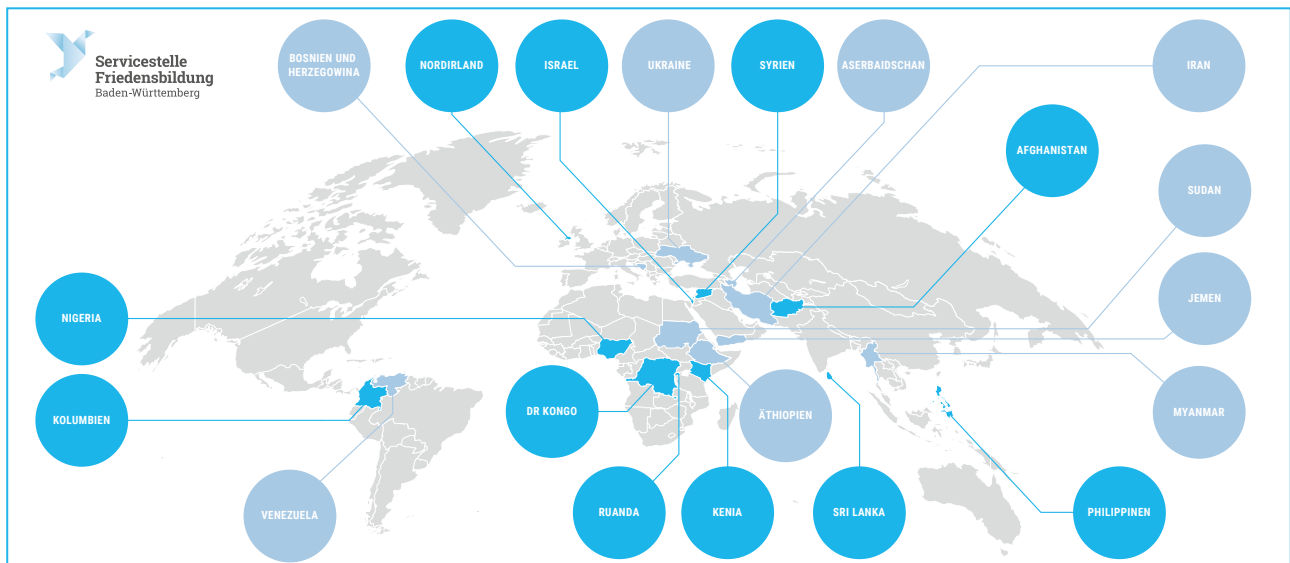 Servicestelle
Friedensbildung
Baden-Württemberg
BOSNIEN UND
HERZEGOWINA
NORDIRLAND
ISRAEL
UKRAINE
SYRIEN
ASERBAIDSCHAN
IRAN
AFGHANISTAN
SUDAN
JEMEN
NIGERIA
KOLUMBIEN
DR KONGO
ÄTHIOPIEN
MYANMAR
VENEZUELA
RUANDA
KENIA
SRI LANKA
PHILIPPINEN